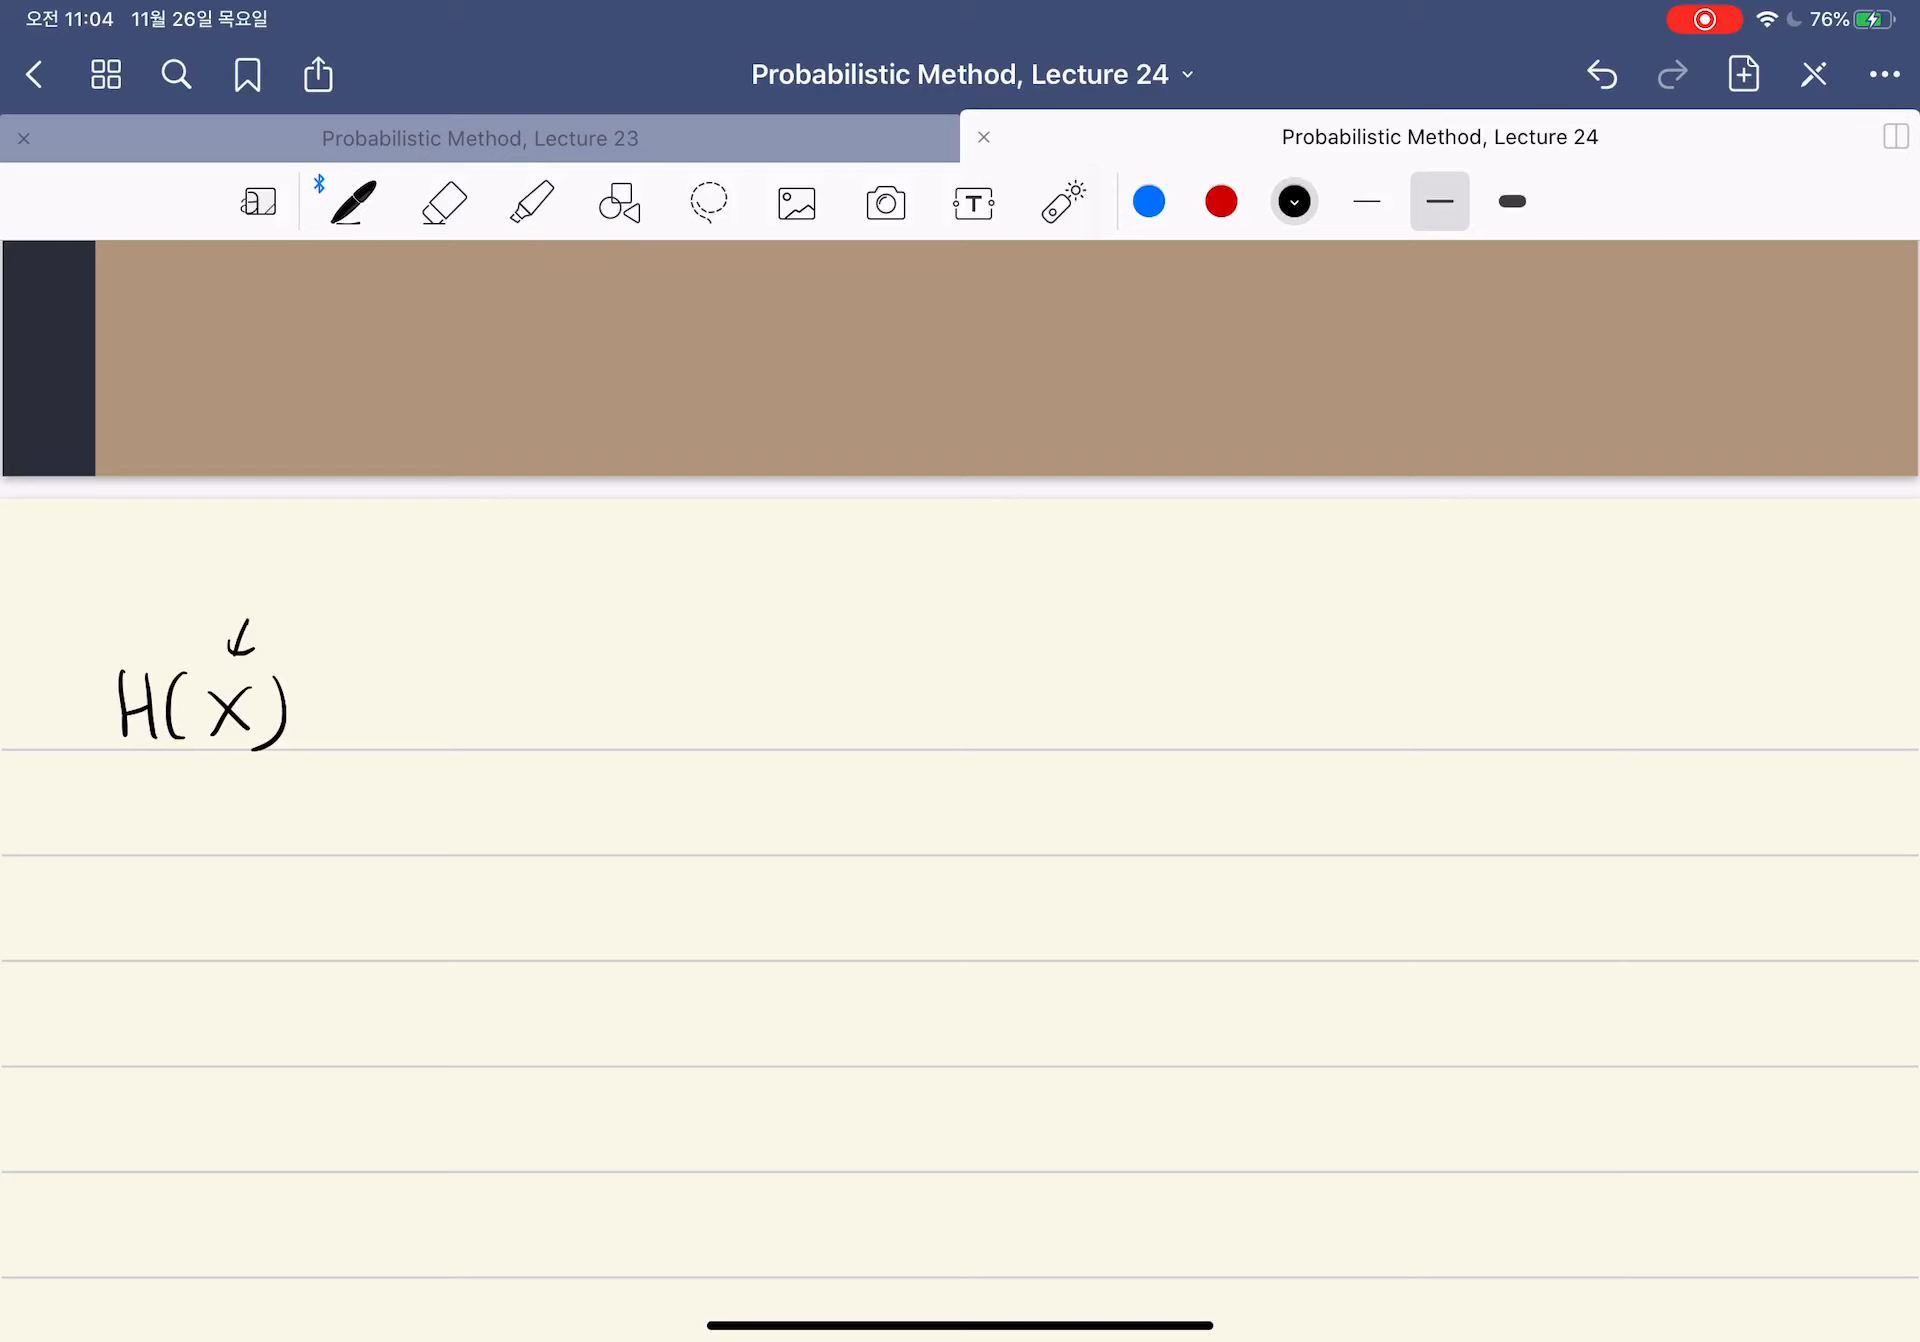 오전 11:04 11월 26일 목요일 76%
Probabilistic Method, Lecture 24
Probabilistic Method, Lecture 23 Probabilistic Method, Lecture 24
a T
H(X)